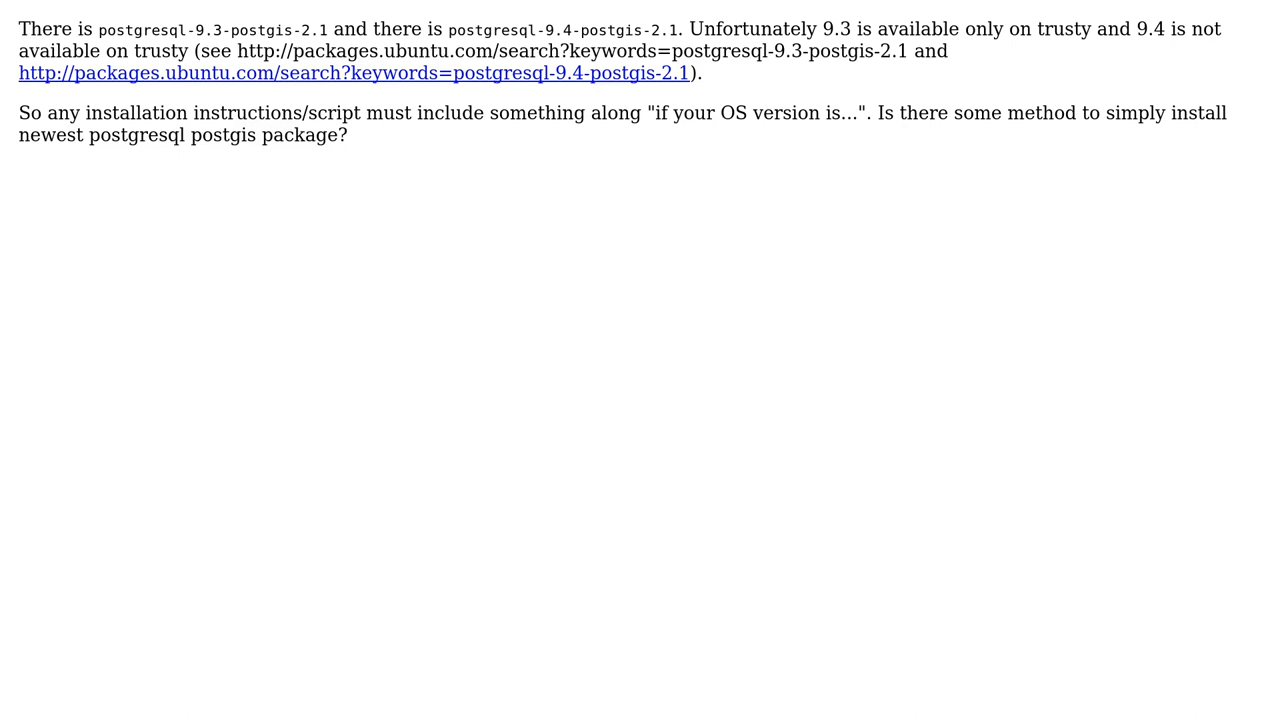 There is postgresql-9.3-postgis-2.1 and there is postgresql-9.4-postgis-2.1. Unfortunately 9.3 is available only on trusty and 9.4 is not
available on trusty (see http://packages.ubuntu.com/search?keywords=postgresql-9.3-postgis-2.1 and
http://packages.ubuntu.com/search?keywords=postgresql-9.4-postgis-2.1).
So any installation instructions/script must include something along "if your OS version is...". Is there some method to simply install
newest postgresql postgis package?